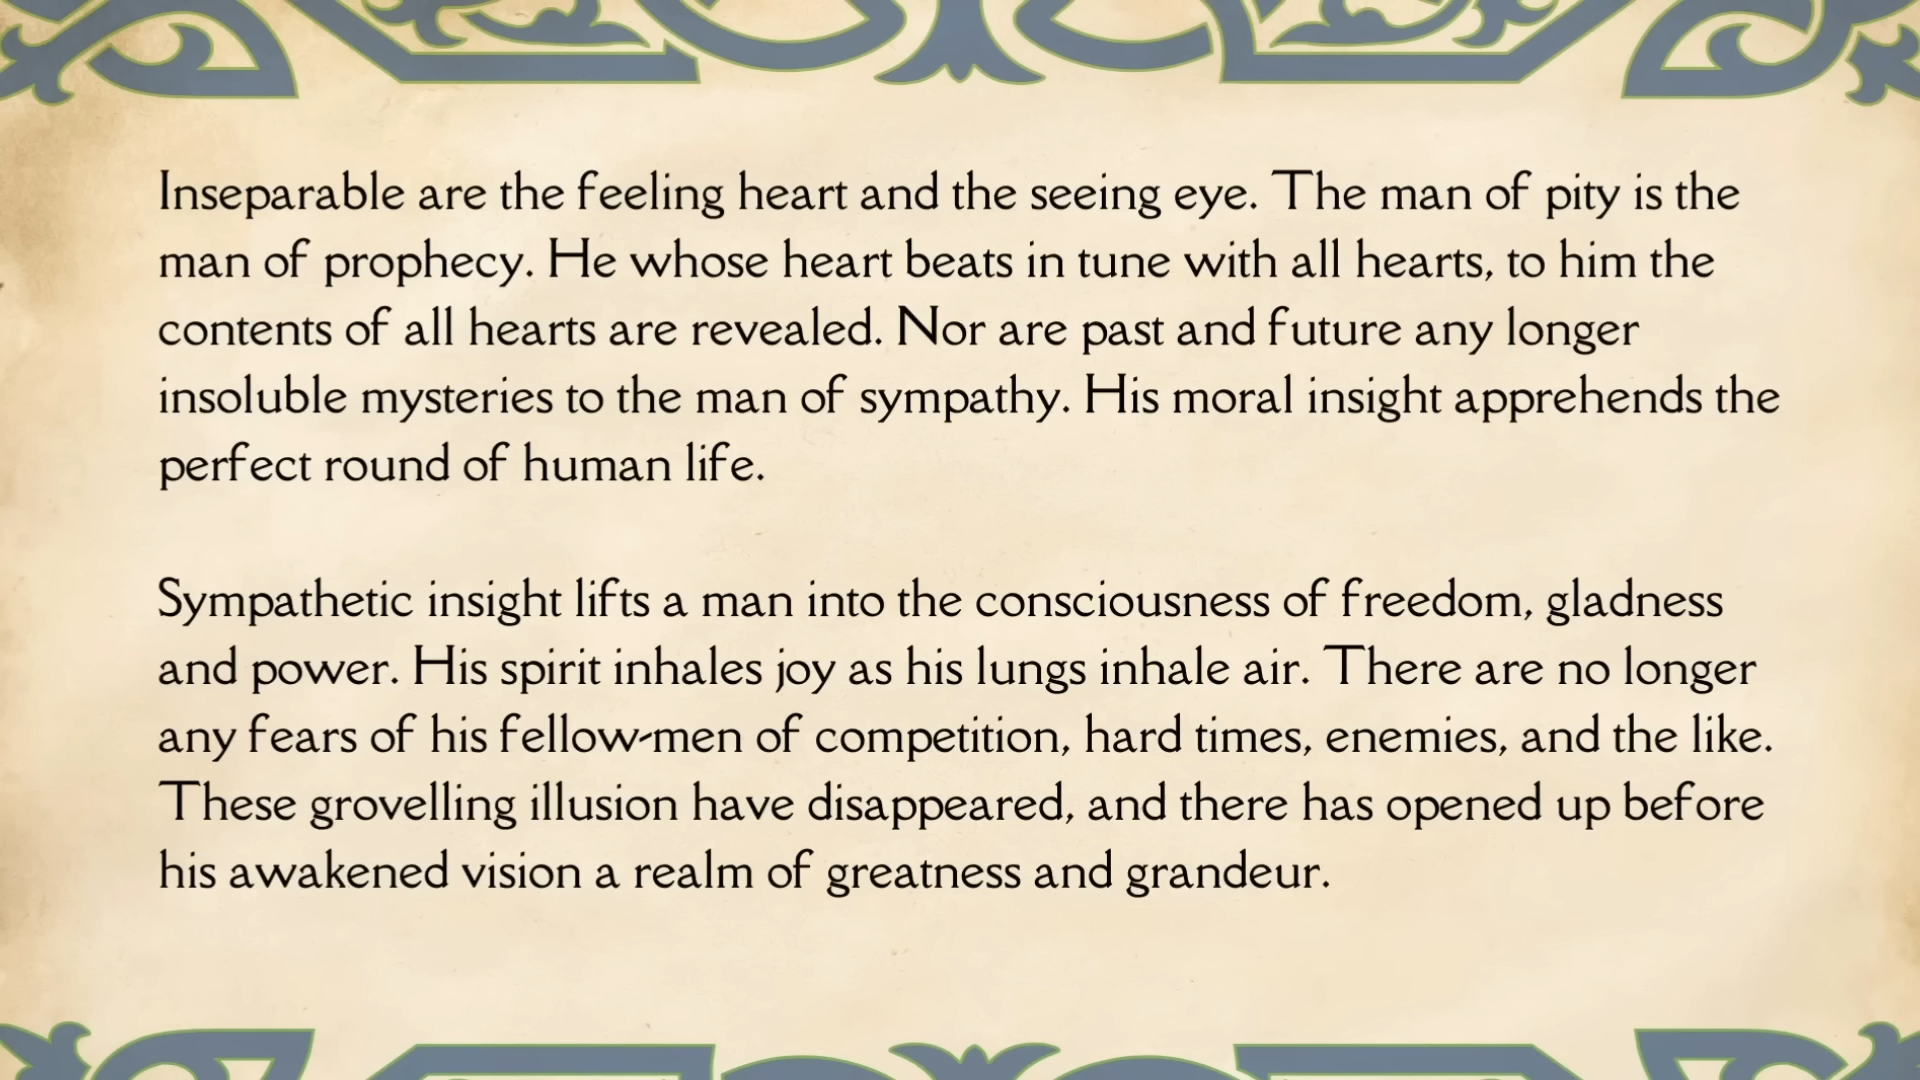 Inseparable are the feeling heart and the seeing eye. The man of pity is the
man of prophecy. He whose heart beats in tune with all hearts, to him the
contents of all hearts are revealed. Nor are past and future any longer
insoluble mysteries to the man of sympathy. His moral insight apprehends the
perfect round of human life.
Sympathetic insight lifts a man into the consciousness of freedom, gladness
and power. His spirit inhales joy as his lungs inhale air. There are no longer
any fears of his fellow-men of competition, hard times, enemies, and the like.
These grovelling illusion have disappeared, and there has opened up before
his awakened vision a realm of greatness and grandeur.